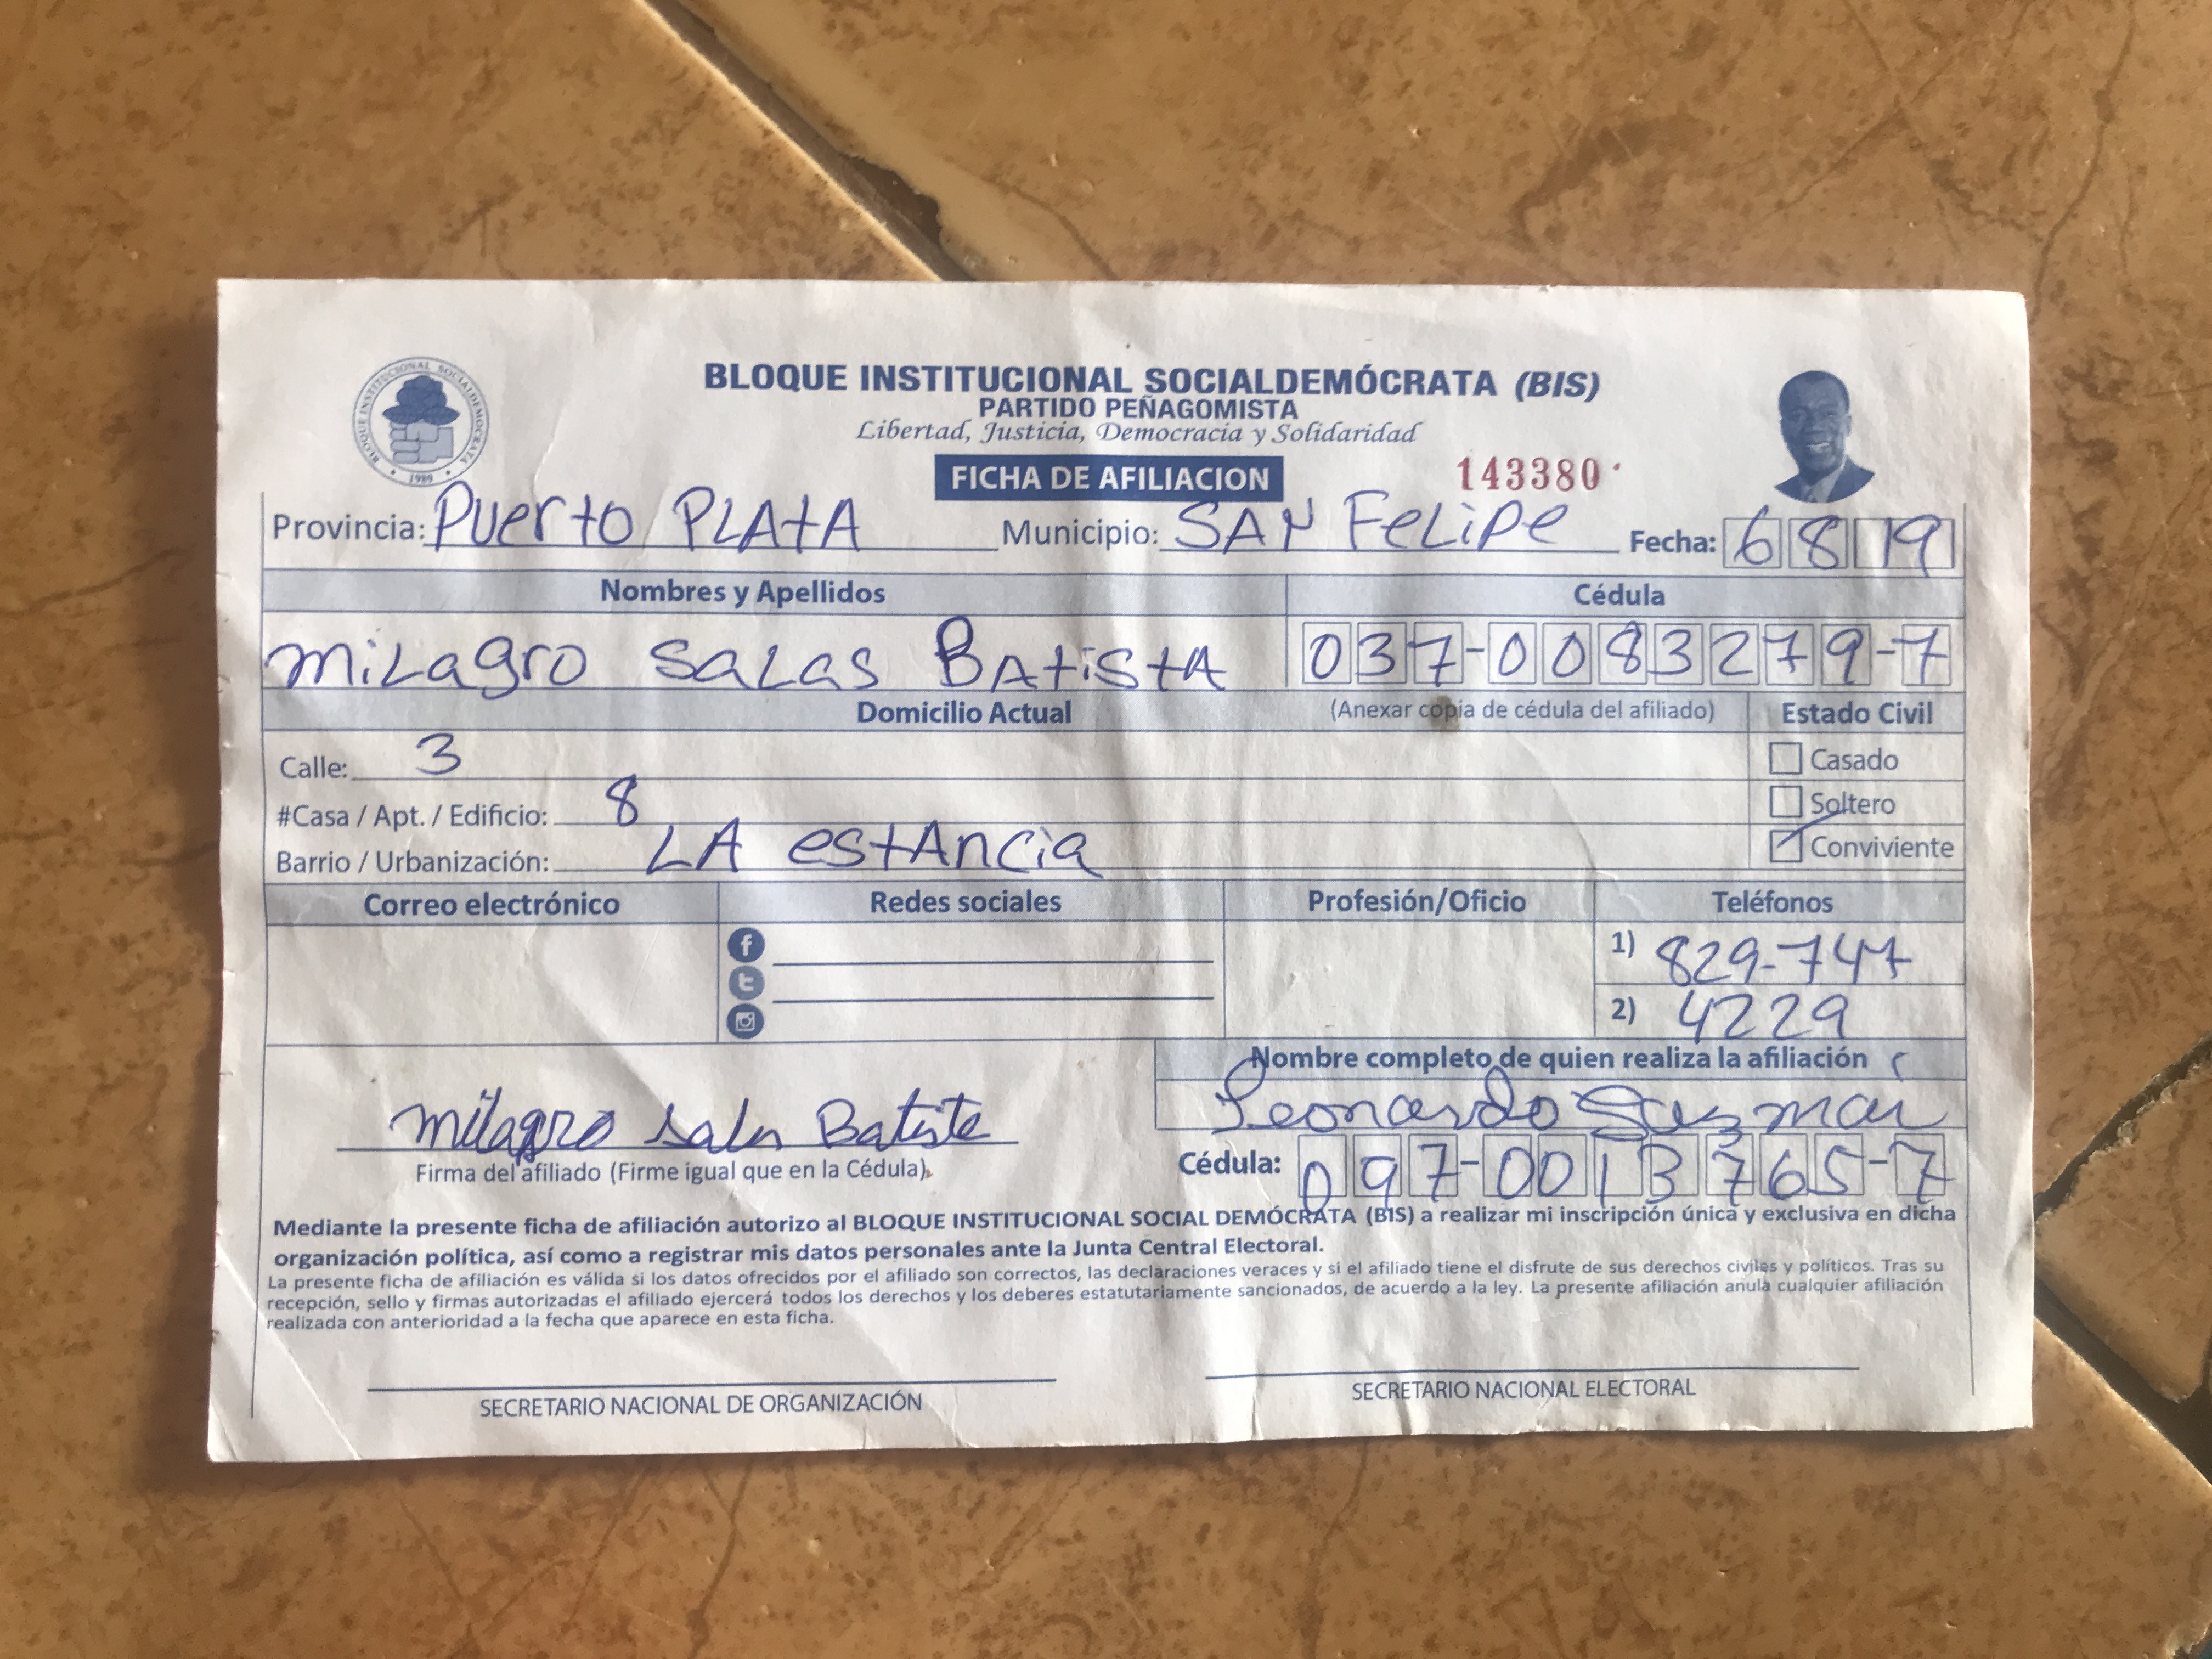 BLOQUE INSTITUCIONAL SOCIALDEMÓCRATA (BIS)
PARTIDO PEÑAGOMISTA
Libertad, Justicia, Democracia y Solidaridad
BLOQUE INSTITUCIONAL SOCIALDEMOCRATA
1989
FICHA DE AFILIACION 143380
Provincia: Puerto PLAtA Municipio: SAN FeLiPe Fecha: 6 8 19
Nombres y Apellidos Cédula
miLagro SaLas BAtistA 037-0083279-7
Domicilio Actual (Anexar copia de cédula del afiliado) Estado Civil
Calle: 3 Casado
#Casa / Apt. / Edificio: 8 Soltero
Barrio / Urbanización: LA estAncia Conviviente
Correo electrónico Redes sociales Profesión/Oficio Teléfonos
1) 829-747
2) 4229
Nombre completo de quien realiza la afiliación
milagro Salas Batista Leonardo Guzmán
Firma del afiliado (Firme igual que en la Cédula). Cédula: 097-0013765-7
Mediante la presente ficha de afiliación autorizo al BLOQUE INSTITUCIONAL SOCIAL DEMÓCRATA (BIS) a realizar mi inscripción única y exclusiva en dicha
organización política, así como a registrar mis datos personales ante la Junta Central Electoral.
La presente ficha de afiliación es válida si los datos ofrecidos por el afiliado son correctos, las declaraciones veraces y si el afiliado tiene el disfrute de sus derechos civiles y políticos. Tras su
recepción, sello y firmas autorizadas el afiliado ejercerá todos los derechos y los deberes estatutariamente sancionados, de acuerdo a la ley. La presente afiliación anula cualquier afiliación
realizada con anterioridad a la fecha que aparece en esta ficha.
SECRETARIO NACIONAL DE ORGANIZACIÓN SECRETARIO NACIONAL ELECTORAL